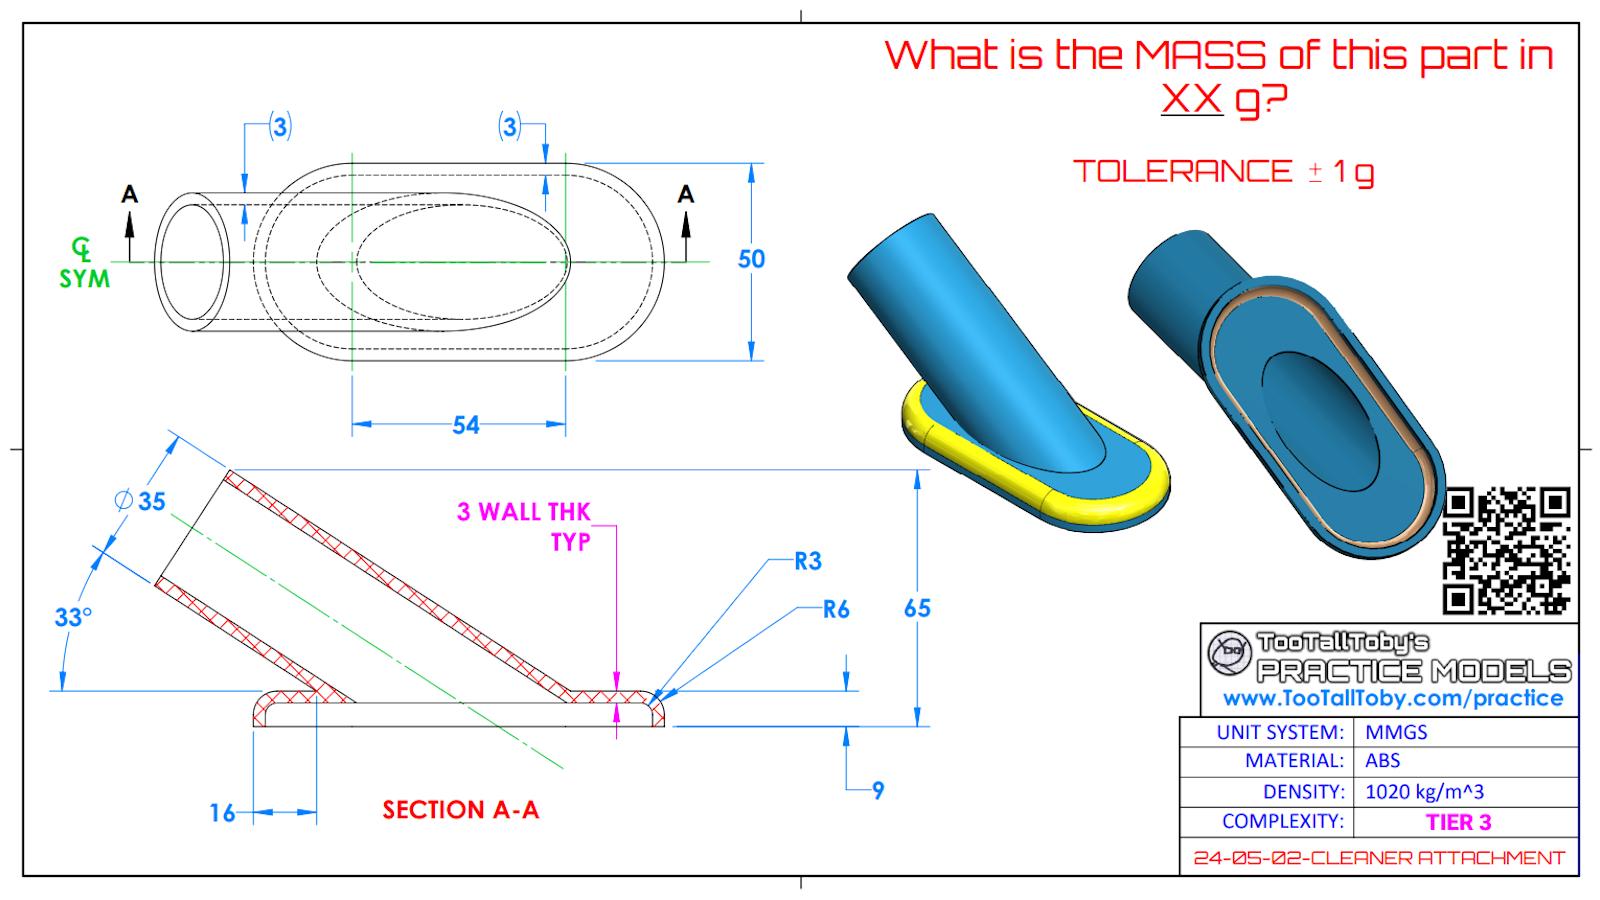 What is the MASS of this part in
XX g?
TOLERANCE ± 1 g
(3)
(3)
A
A
℄
SYM
50
54
Ø 35
3 WALL THK
TYP
R3
R6
33°
65
16
9
SECTION A-A
TooTallToby's
PRACTICE MODELS
www.TooTallToby.com/practice
UNIT SYSTEM: MMGS
MATERIAL: ABS
DENSITY: 1020 kg/m^3
COMPLEXITY: TIER 3
24-05-02-CLEANER ATTACHMENT